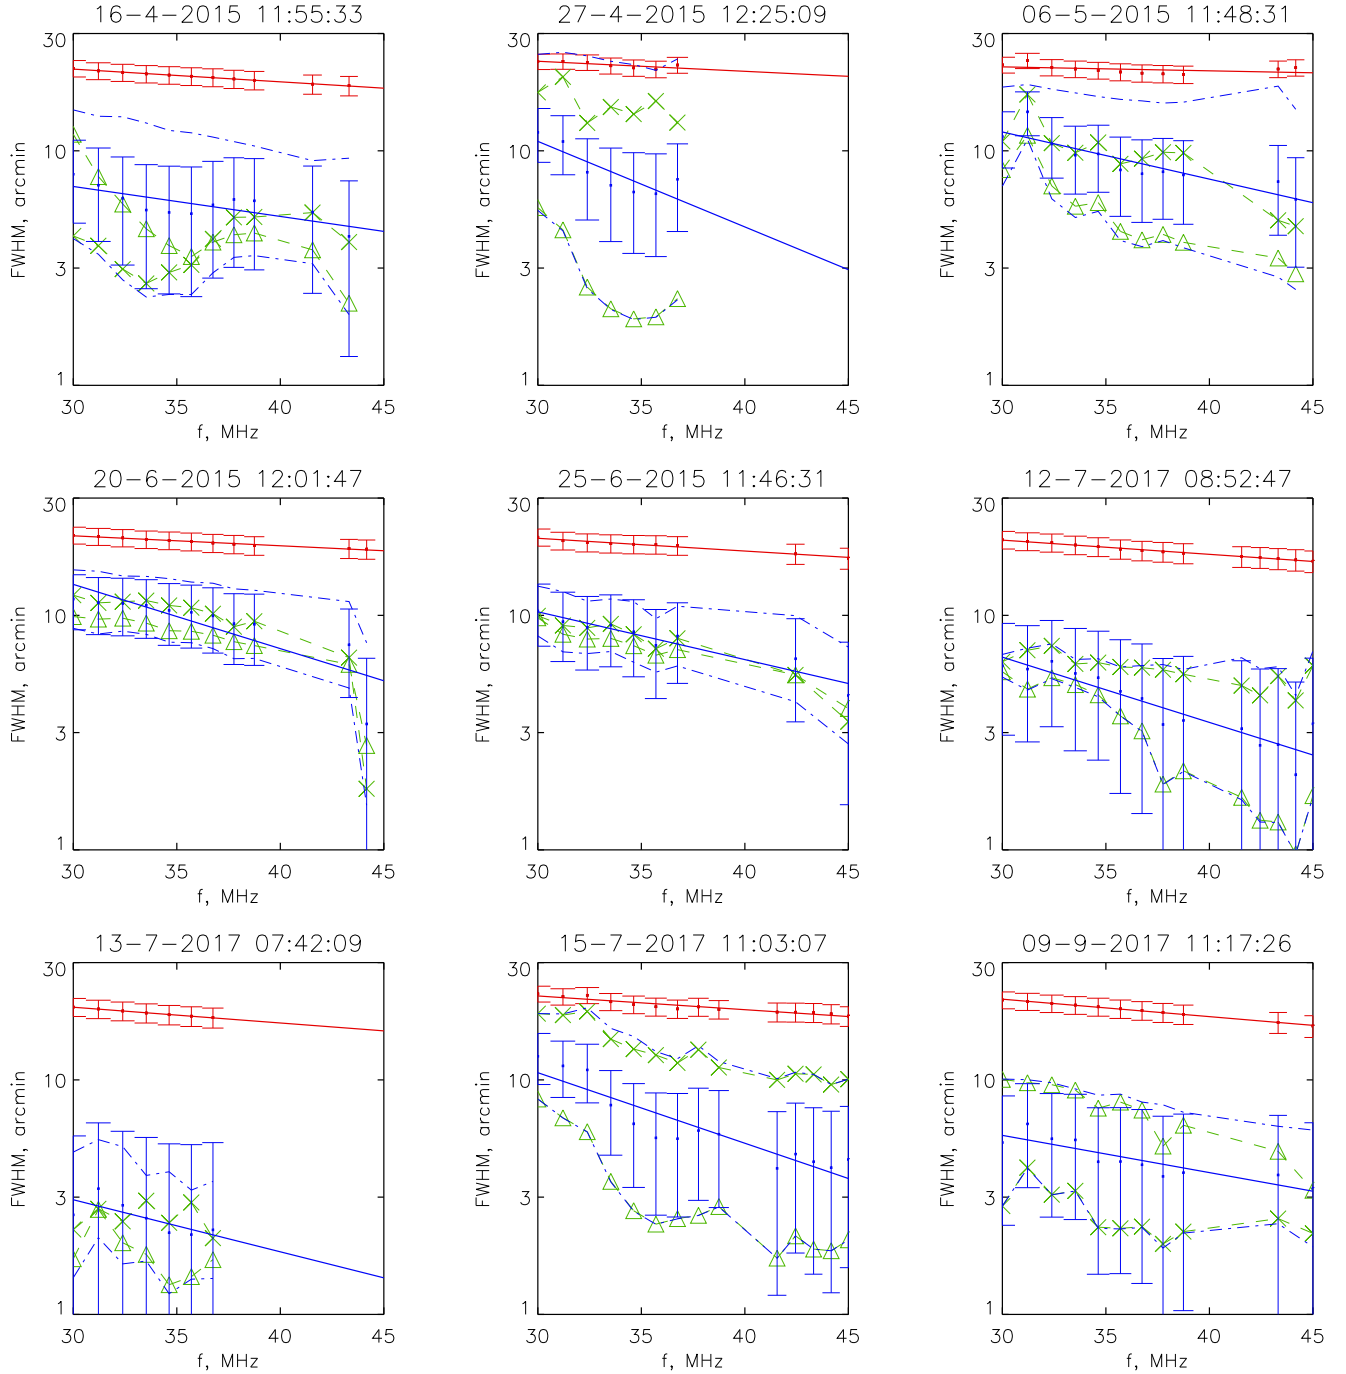 16-4-2015 11:55:33
30
10
3
1
FWHM, arcmin
30 35 40 45
f, MHz
27-4-2015 12:25:09
30
10
3
1
FWHM, arcmin
30 35 40 45
f, MHz
06-5-2015 11:48:31
30
10
3
1
FWHM, arcmin
30 35 40 45
f, MHz
20-6-2015 12:01:47
30
10
3
1
FWHM, arcmin
30 35 40 45
f, MHz
25-6-2015 11:46:31
30
10
3
1
FWHM, arcmin
30 35 40 45
f, MHz
12-7-2017 08:52:47
30
10
3
1
FWHM, arcmin
30 35 40 45
f, MHz
13-7-2017 07:42:09
30
10
3
1
FWHM, arcmin
30 35 40 45
f, MHz
15-7-2017 11:03:07
30
10
3
1
FWHM, arcmin
30 35 40 45
f, MHz
09-9-2017 11:17:26
30
10
3
1
FWHM, arcmin
30 35 40 45
f, MHz